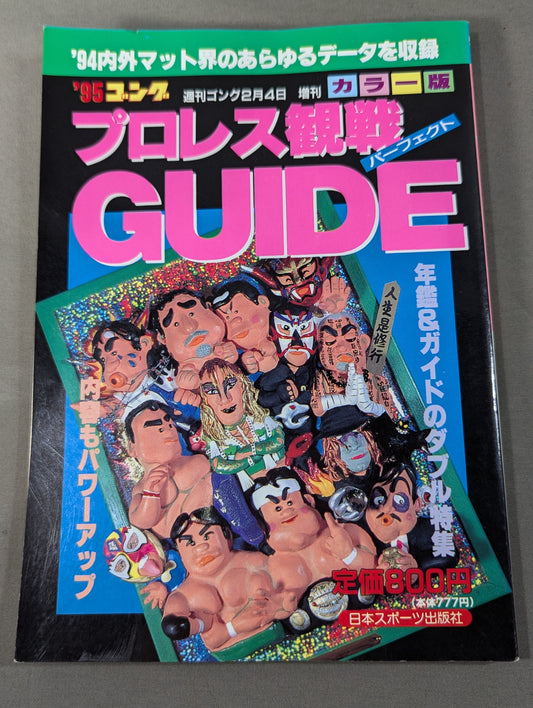 '94内外マット界のあらゆるデータを収録
'95ゴング
週刊ゴング2月4日 増刊
カラー版
プロレス観戦
パーフェクト
GUIDE
年鑑&ガイドのダブル特集
人生是修行
内容もパワーアップ
定価800円
(本体777円)
日本スポーツ出版社